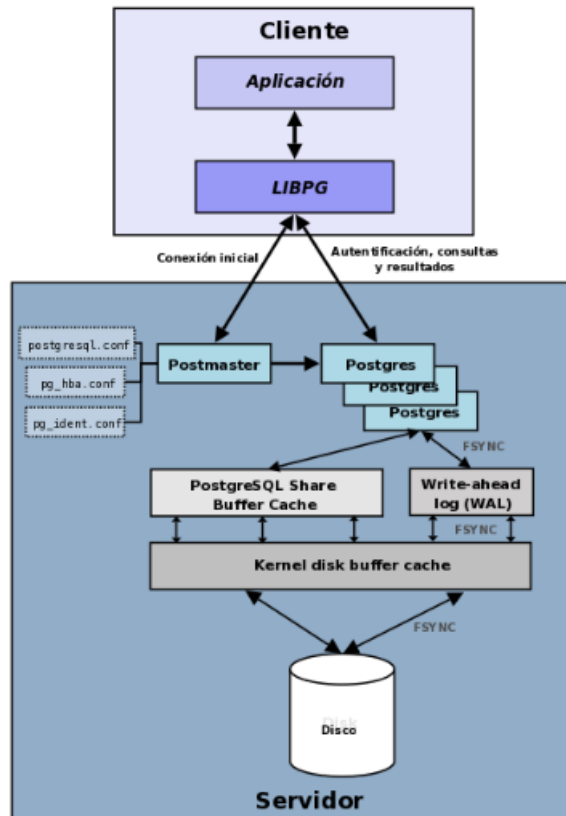 Cliente
Aplicación
LIBPG
Conexión inicial
Autentificación, consultas
y resultados
postgresql.conf
pg_hba.conf
pg_ident.conf
Postmaster
Postgres
Postgres
Postgres
FSYNC
PostgreSQL Share
Buffer Cache
Write-ahead
log (WAL)
FSYNC
Kernel disk buffer cache
FSYNC
Disk
Disco
Servidor